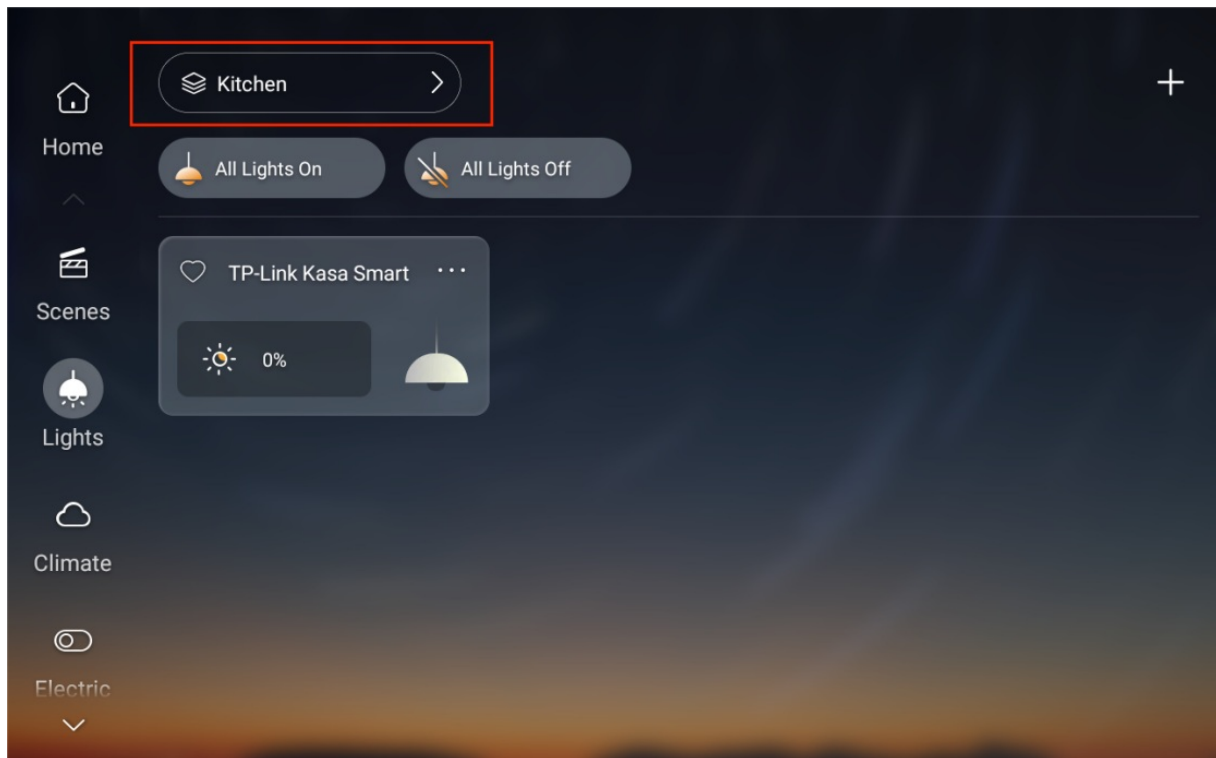 Kitchen
Home
All Lights On
All Lights Off
Scenes
TP-Link Kasa Smart
0%
Lights
Climate
Electric